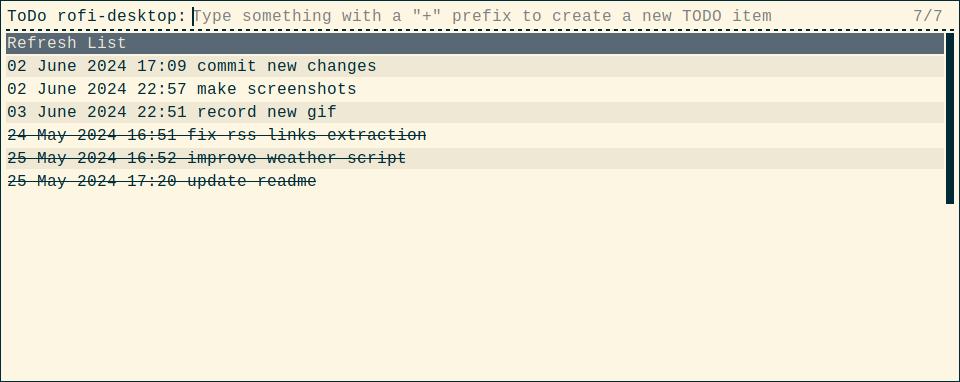 ToDo rofi-desktop: Type something with a "+" prefix to create a new TODO item 7/7
Refresh List
02 June 2024 17:09 commit new changes
02 June 2024 22:57 make screenshots
03 June 2024 22:51 record new gif
24 May 2024 16:51 fix rss links extraction
25 May 2024 16:52 improve weather script
25 May 2024 17:20 update readme